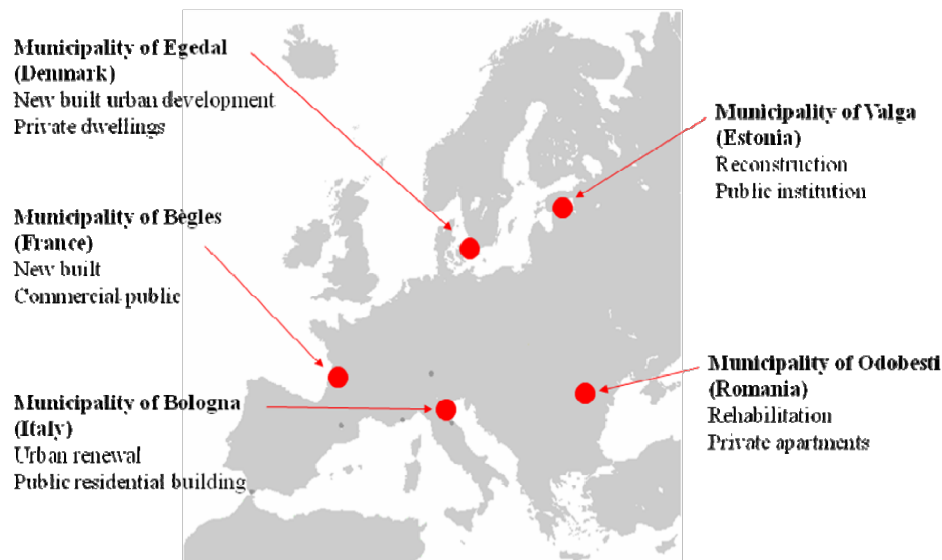 Municipality of Egedal
(Denmark)
New built urban development
Private dwellings
Municipality of Bègles
(France)
New built
Commercial public
Municipality of Bologna
(Italy)
Urban renewal
Public residential building
Municipality of Valga
(Estonia)
Reconstruction
Public institution
Municipality of Odobesti
(Romania)
Rehabilitation
Private apartments